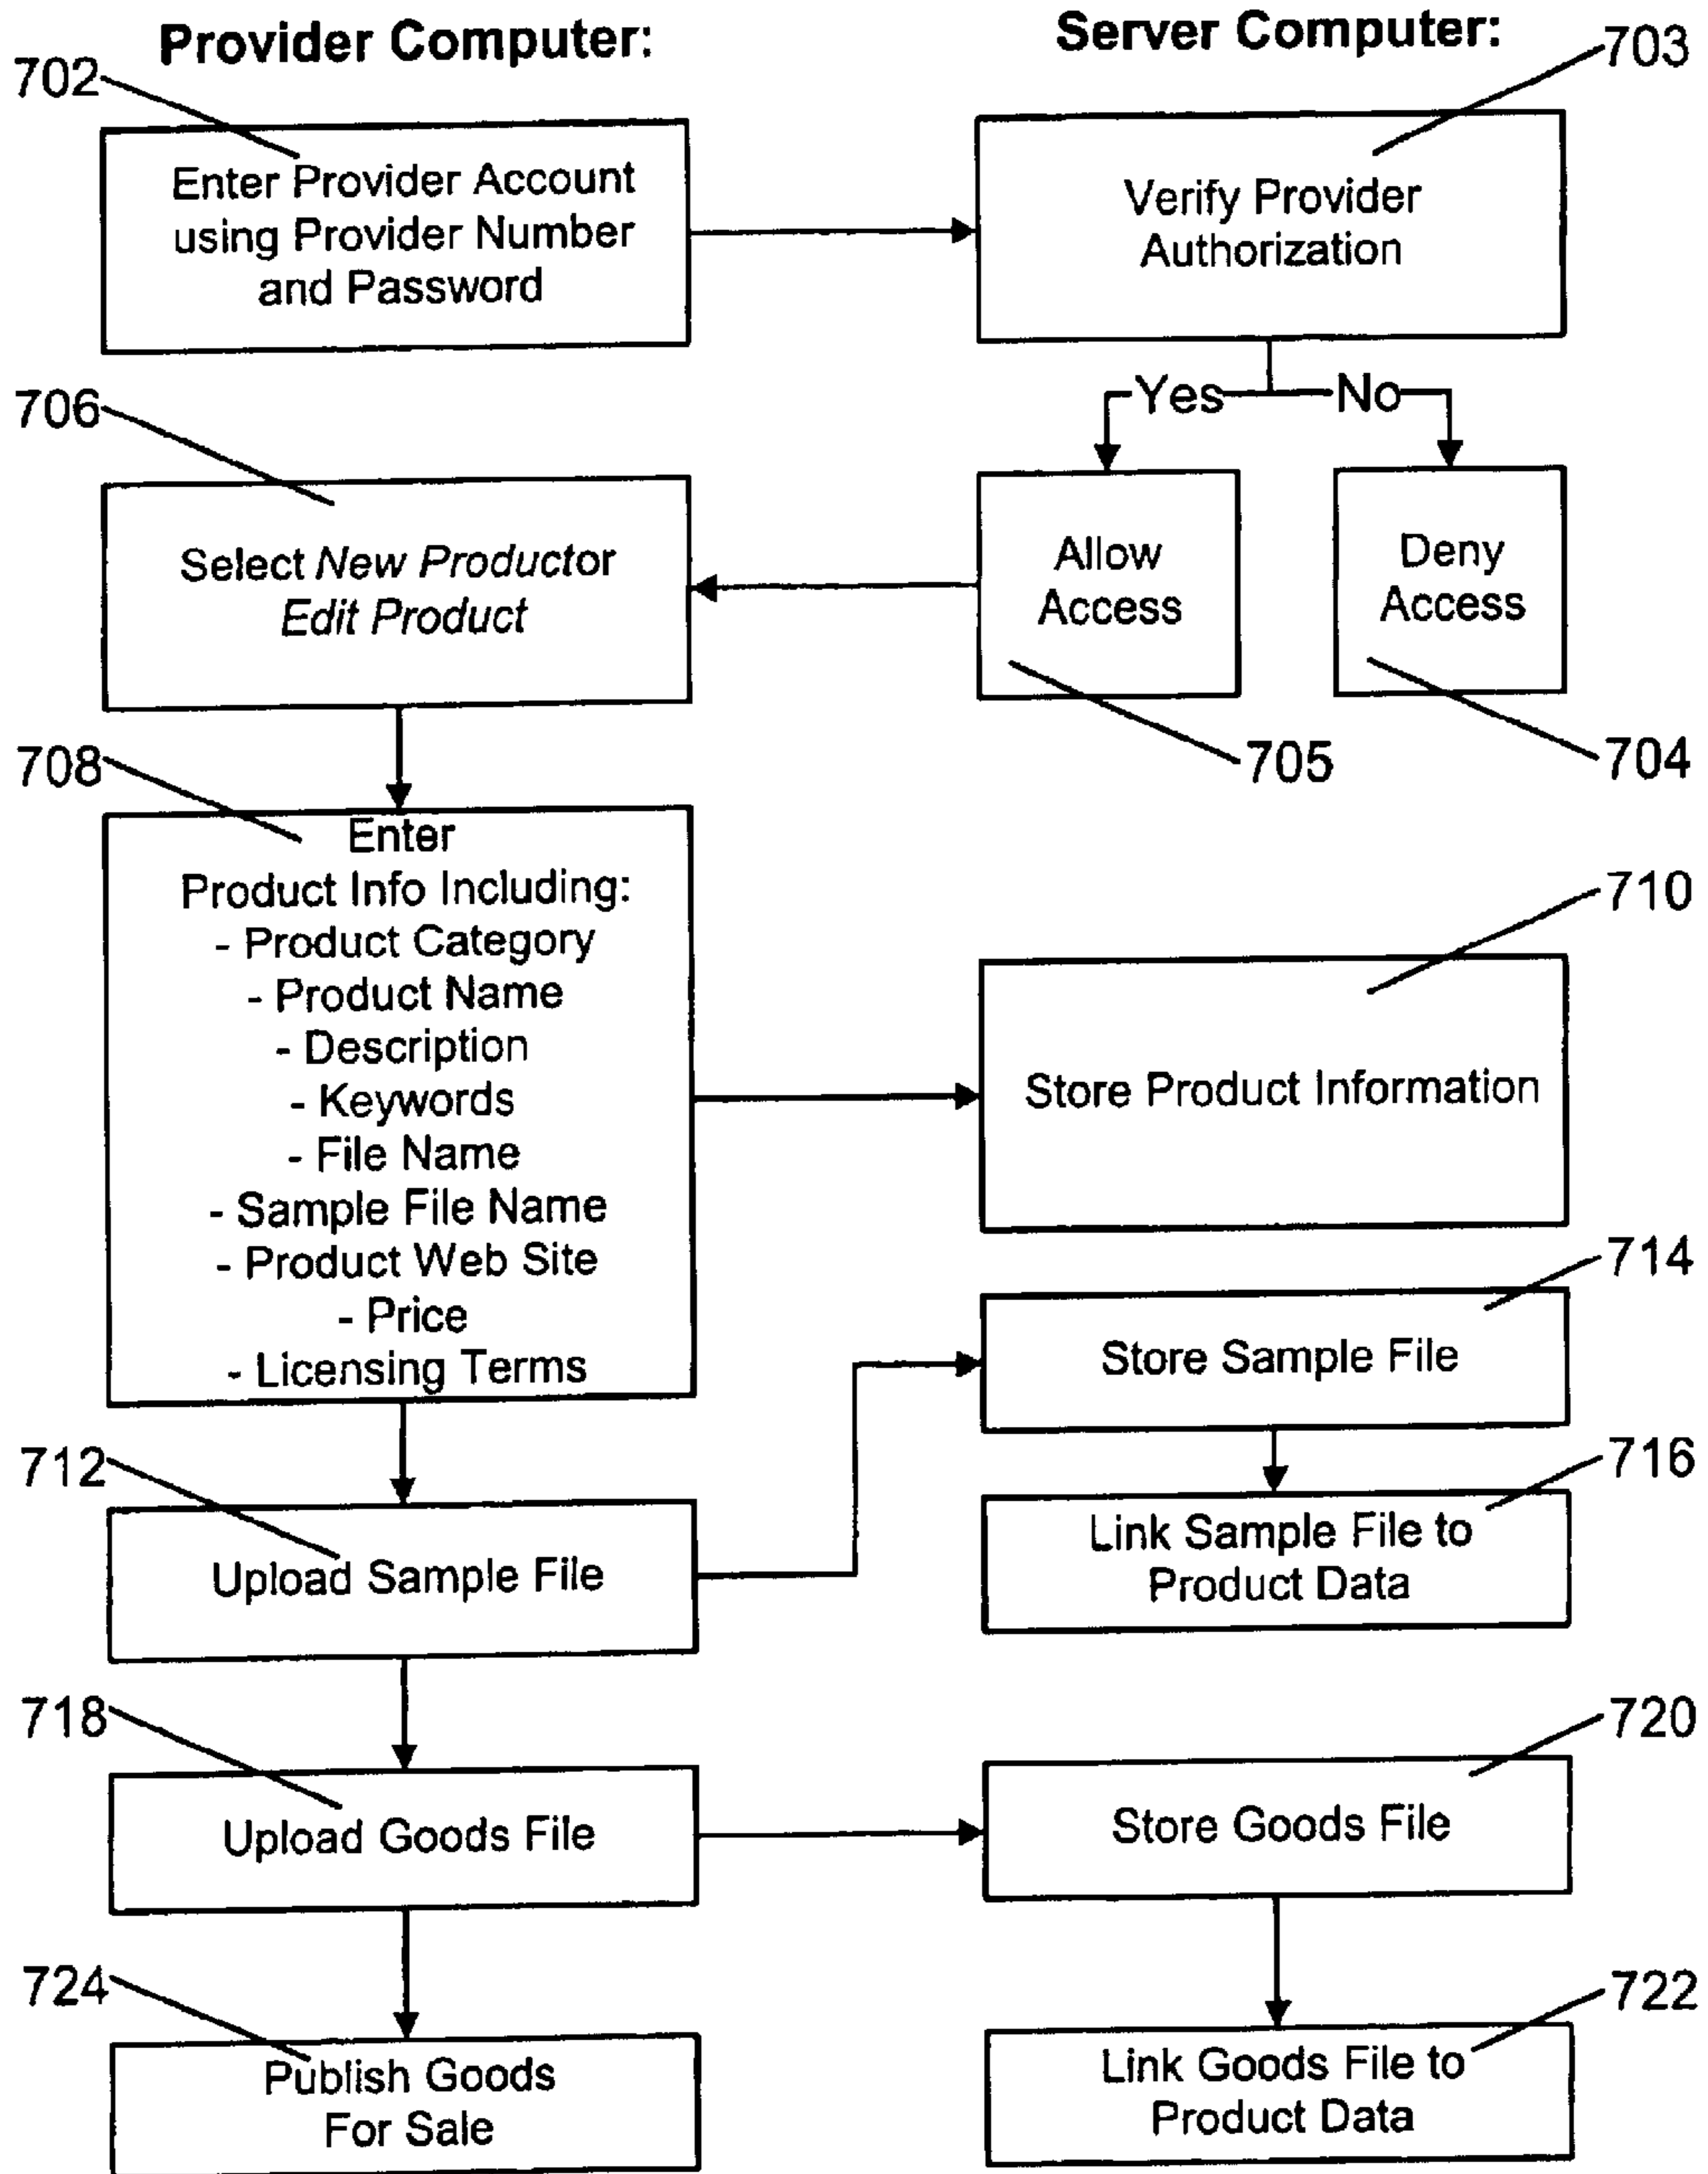 Provider Computer:
Server Computer:
702
703
Enter Provider Account
using Provider Number
and Password
Verify Provider
Authorization
Yes
No
706
Select New Productor
Edit Product
Allow
Access
Deny
Access
705
704
708
Enter
Product Info Including:
- Product Category
- Product Name
- Description
- Keywords
- File Name
- Sample File Name
- Product Web Site
- Price
- Licensing Terms
710
Store Product Information
714
Store Sample File
712
Upload Sample File
716
Link Sample File to
Product Data
718
Upload Goods File
720
Store Goods File
724
Publish Goods
For Sale
722
Link Goods File to
Product Data